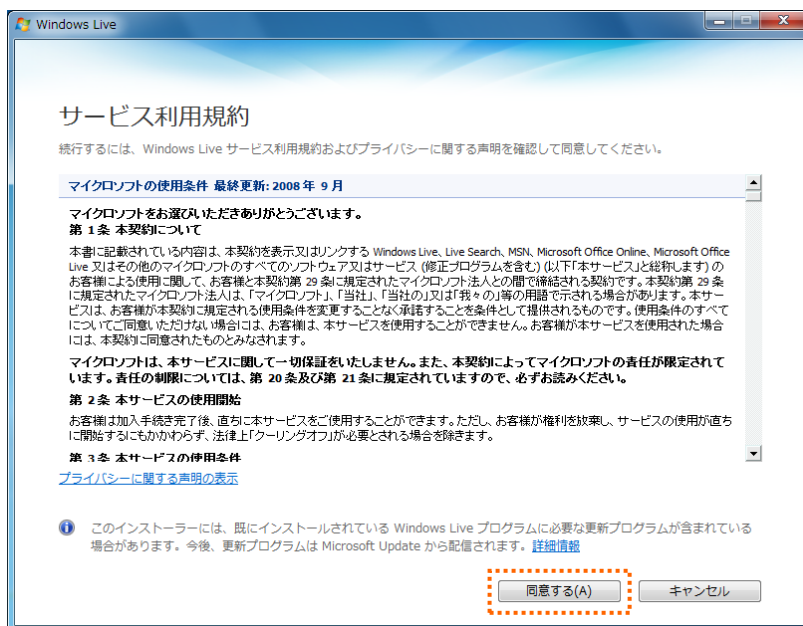 Windows Live
サービス利用規約
続行するには、Windows Live サービス利用規約およびプライバシーに関する声明を確認して同意してください。
マイクロソフトの使用条件 最終更新: 2008 年 9 月
マイクロソフトをお選びいただきありがとうございます。
第 1 条 本契約について
本書に記載されている内容は、本契約を表示又はリンクする Windows Live、Live Search、MSN、Microsoft Office Online、Microsoft Office
Live 又はその他のマイクロソフトのすべてのソフトウェア又はサービス (修正プログラムを含む) (以下「本サービス」と総称します) の
お客様による使用に関して、お客様と本契約第 29 条に規定されたマイクロソフト法人との間で締結される契約です。本契約第 29 条
に規定されたマイクロソフト法人は、「マイクロソフト」、「当社」、「当社の」又は「我々の」等の用語で示される場合があります。本サー
ビスは、お客様が本契約に規定される使用条件を変更することなく承諾することを条件として提供されるものです。使用条件のすべて
についてご同意いただけない場合には、お客様は、本サービスを使用することができません。お客様が本サービスを使用された場合
には、本契約に同意されたものとみなされます。
マイクロソフトは、本サービスに関して一切保証をいたしません。また、本契約によってマイクロソフトの責任が限定されて
います。責任の制限については、第 20 条及び第 21 条に規定されていますので、必ずお読みください。
第 2 条 本サービスの使用開始
お客様は加入手続き完了後、直ちに本サービスをご使用することができます。ただし、お客様が権利を放棄し、サービスの使用が直ち
に開始するにもかかわらず、法律上「クーリングオフ」が必要とされる場合を除きます。
第 3 条 本サービスの使用条件
プライバシーに関する声明の表示
このインストーラーには、既にインストールされている Windows Live プログラムに必要な更新プログラムが含まれている
場合があります。今後、更新プログラムは Microsoft Update から配信されます。詳細情報
同意する(A)
キャンセル